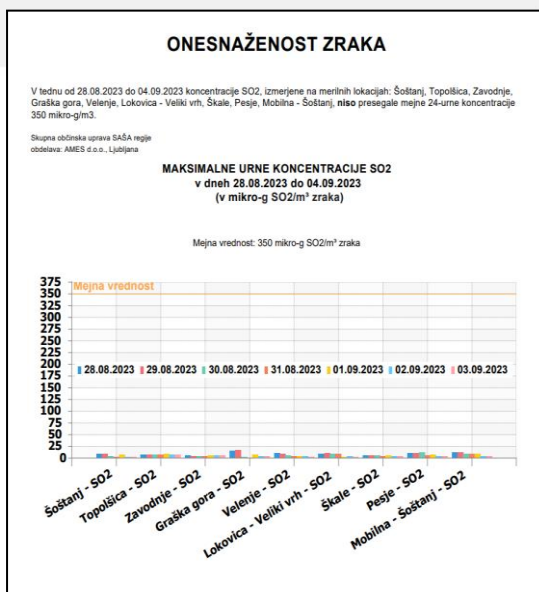 ONESNAŽENOST ZRAKA
V tednu od 28.08.2023 do 04.09.2023 koncentracije SO2, izmerjene na merilnih lokacijah: Šoštanj, Topolšica, Zavodnje,
Graška gora, Velenje, Lokovica - Veliki vrh, Škale, Pesje, Mobilna - Šoštanj, niso presegale mejne 24-urne koncentracije
350 mikro-g/m3.
Skupna občinska uprava SAŠA regije
obdelava: AMES d.o.o., Ljubljana
MAKSIMALNE URNE KONCENTRACIJE SO2
v dneh 28.08.2023 do 04.09.2023
(v mikro-g SO2/m³ zraka)
Mejna vrednost: 350 mikro-g SO2/m³ zraka
375
Mejna vrednost
350
325
300
275
250
225
200
28.08.2023 29.08.2023 30.08.2023 31.08.2023 01.09.2023 02.09.2023 03.09.2023
175
150
125
100
75
50
25
0
Šoštanj - SO2
Topolšica - SO2
Zavodnje - SO2
Graška gora - SO2
Velenje - SO2
Lokovica - Veliki vrh - SO2
Škale - SO2
Pesje - SO2
Mobilna - Šoštanj - SO2